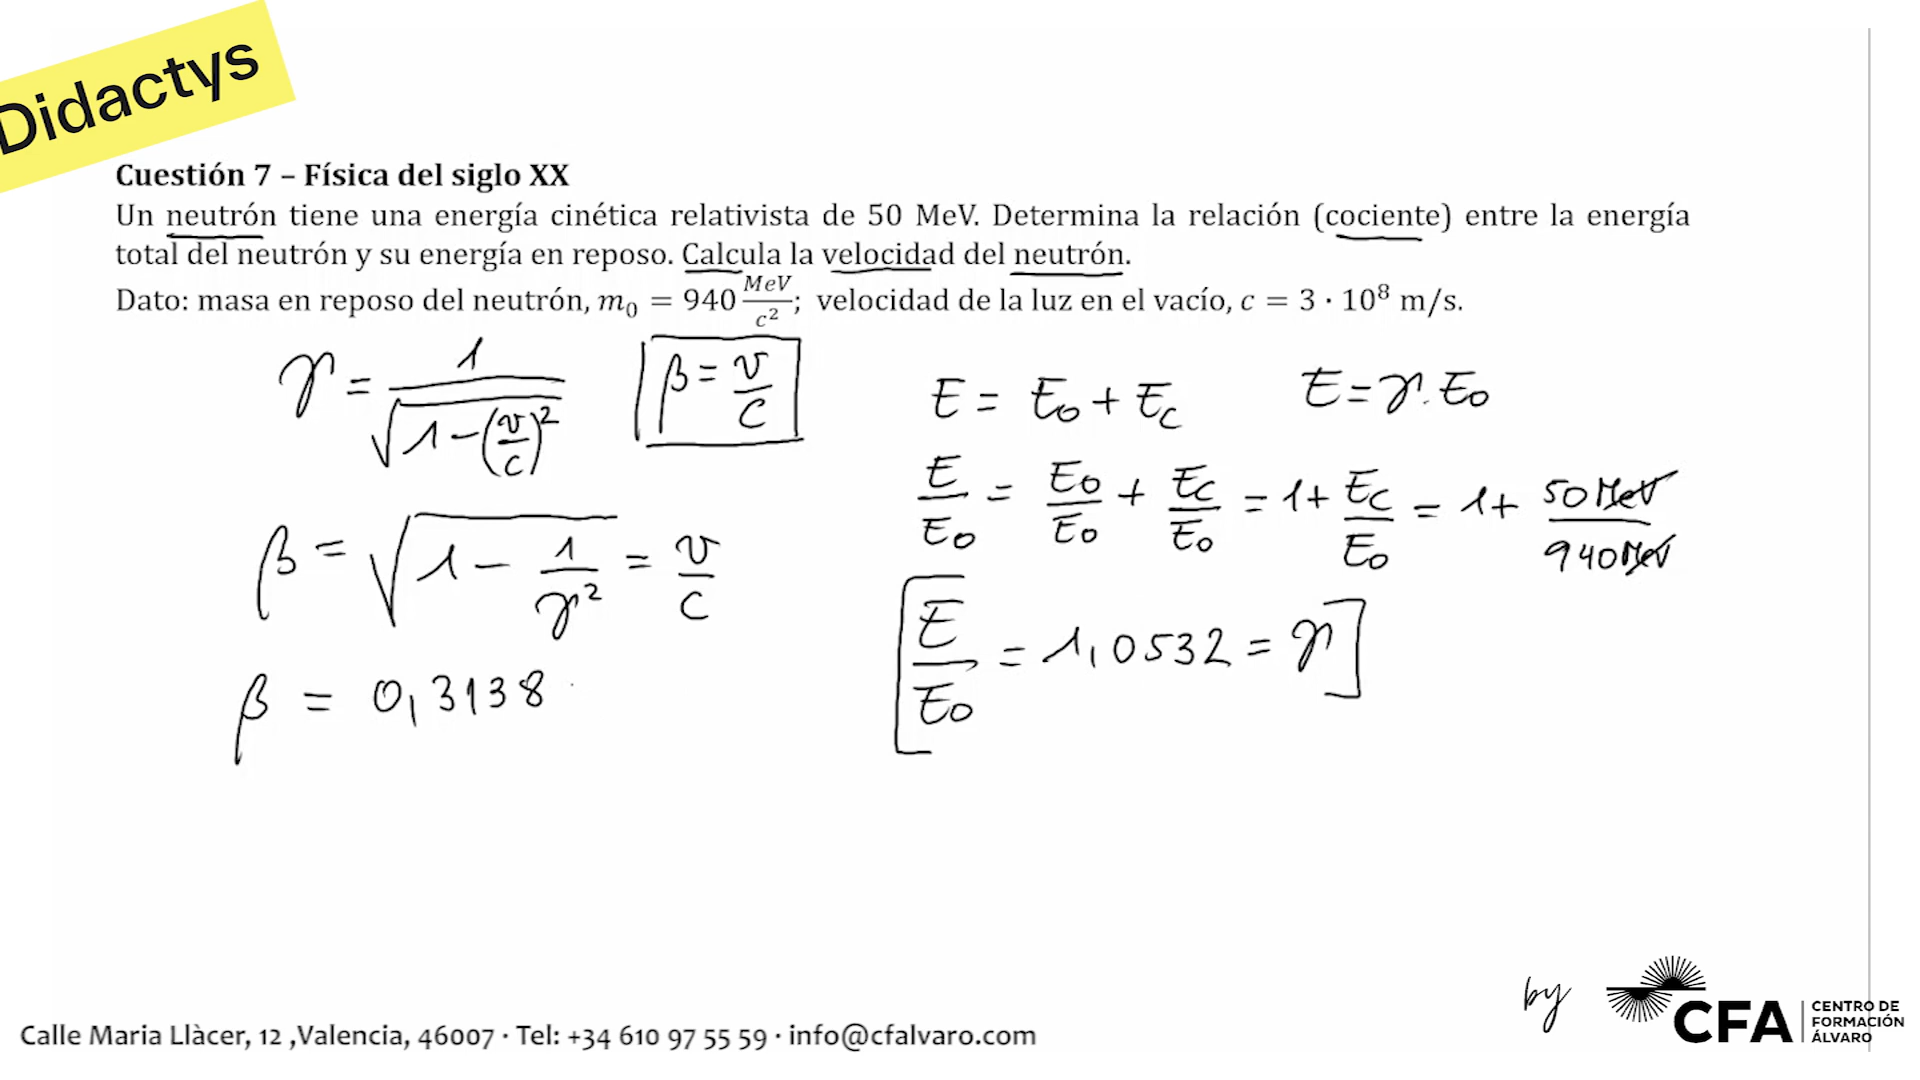 Didactys
Cuestión 7 – Física del siglo XX
Un neutrón tiene una energía cinética relativista de 50 MeV. Determina la relación (cociente) entre la energía
total del neutrón y su energía en reposo. Calcula la velocidad del neutrón.
Dato: masa en reposo del neutrón, m₀ = 940 MeV/c²; velocidad de la luz en el vacío, c = 3 · 10⁸ m/s.
γ = 1/√(1-(v/c)²)
β = v/c
E = E₀ + Ec
E = γ · E₀
E/E₀ = E₀/E₀ + Ec/E₀ = 1 + Ec/E₀ = 1 + 50 MeV/940 MeV
β = √(1 - 1/γ²) = v/c
E/E₀ = 1,0532 = γ
β = 0,3138
by
CFA
CENTRO DE
FORMACIÓN
ÁLVARO
Calle Maria Llàcer, 12 ,Valencia, 46007 · Tel: +34 610 97 55 59 · info@cfalvaro.com